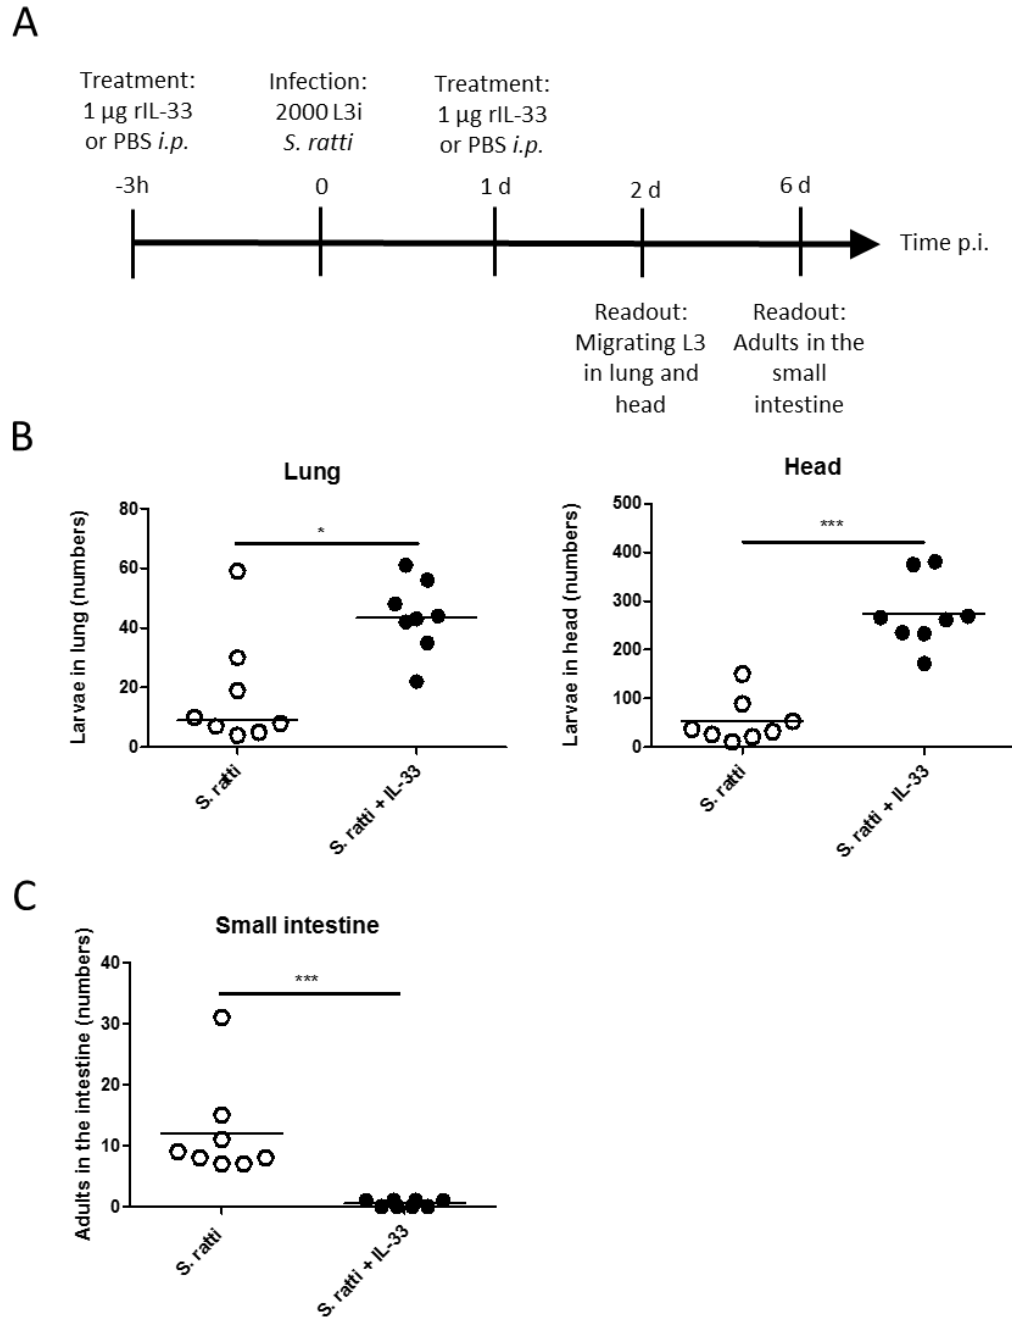 A
Treatment:
1 µg rIL-33
or PBS i.p.
Infection:
2000 L3i
S. ratti
Treatment:
1 µg rIL-33
or PBS i.p.
-3h
0
1 d
2 d
6 d
Time p.i.
Readout:
Migrating L3
in lung and
head
Readout:
Adults in the
small
intestine
B
Lung
Larvae in lung (numbers)
80
60
40
20
0
*
S. ratti
S. ratti + IL-33
Head
Larvae in head (numbers)
500
400
300
200
100
0
***
S. ratti
S. ratti + IL-33
C
Small intestine
Adults in the intestine (numbers)
40
30
20
10
0
***
S. ratti
S. ratti + IL-33